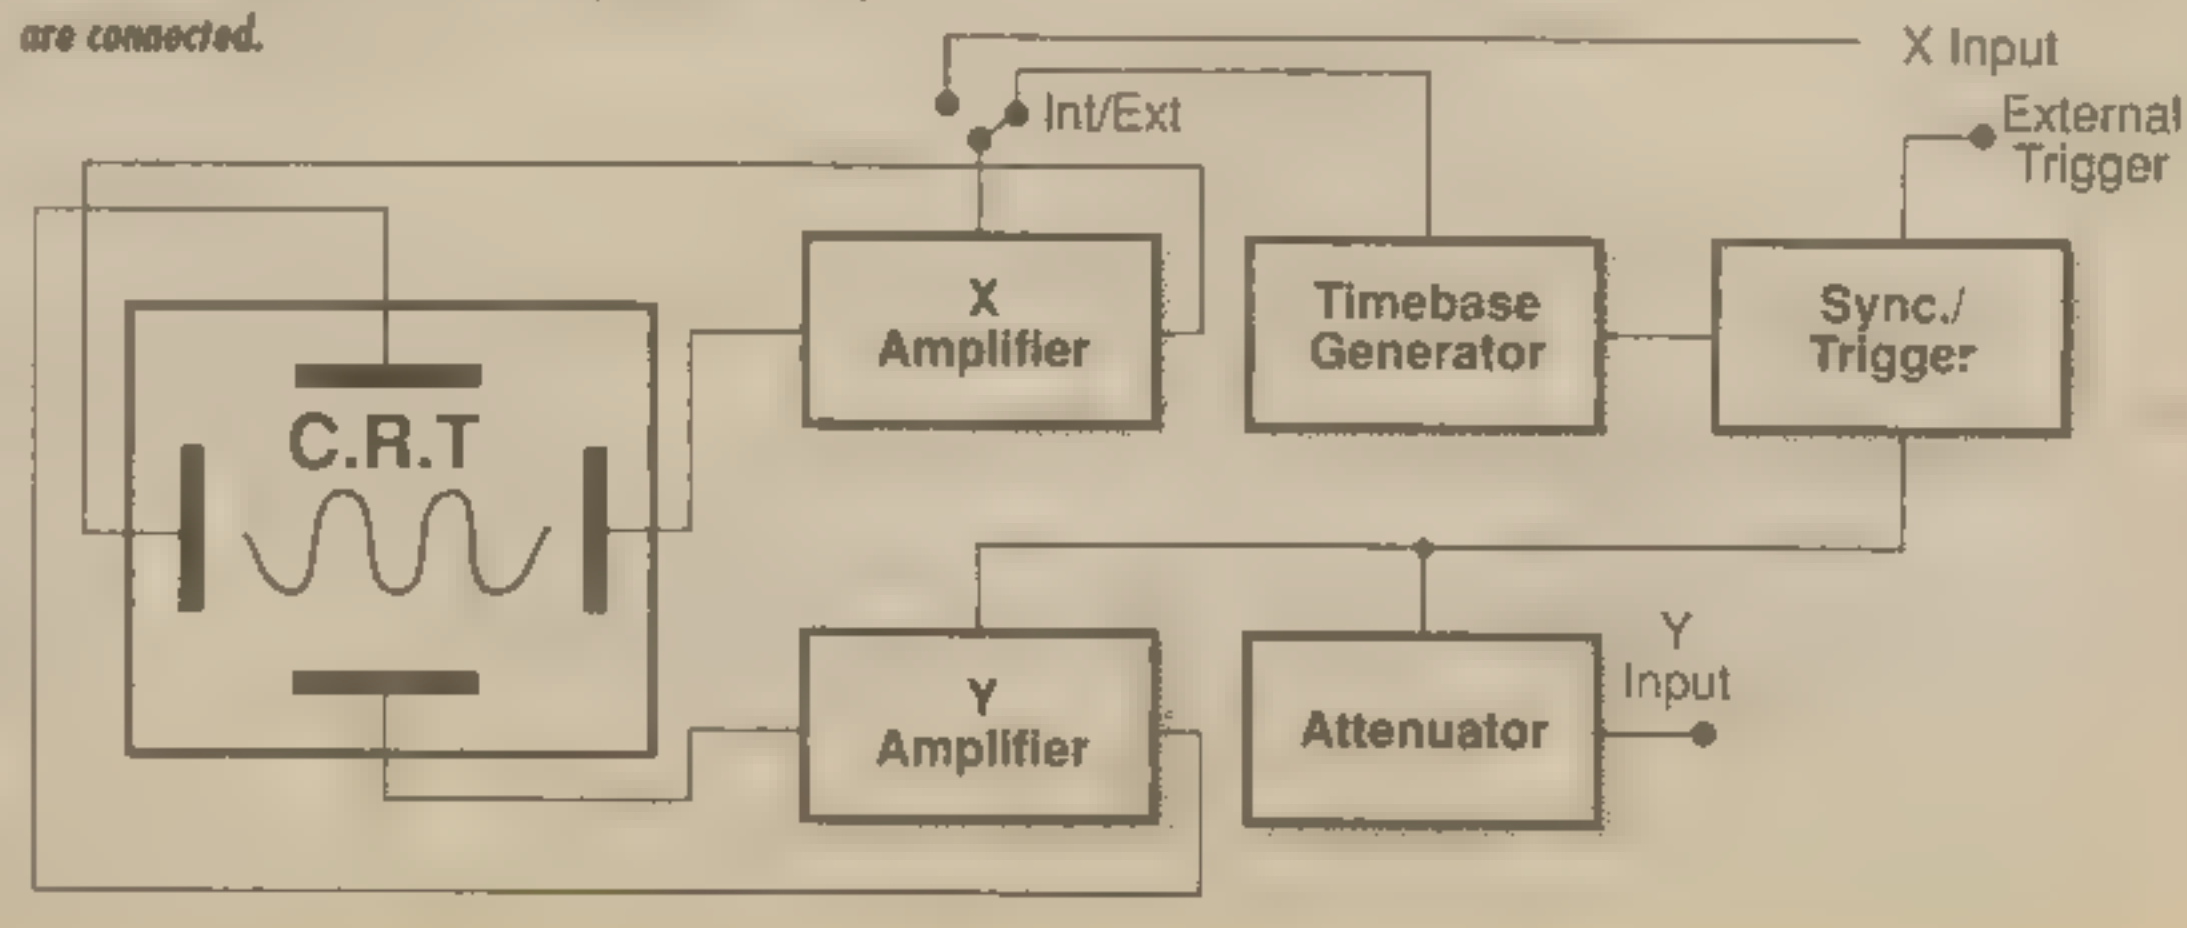 are connected.
X Input
Int/Ext
External
Trigger
X
Amplifier
Timebase
Generator
Sync./
Trigger
C.R.T
Y
Amplifier
Attenuator
Y
Input